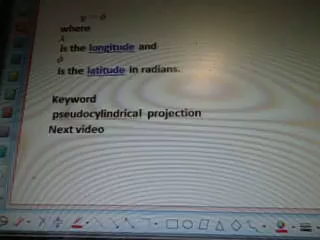 y = ϕ
where
λ
is the longitude and
ϕ
is the latitude in radians.
Keyword
pseudocylindrical projection
Next video